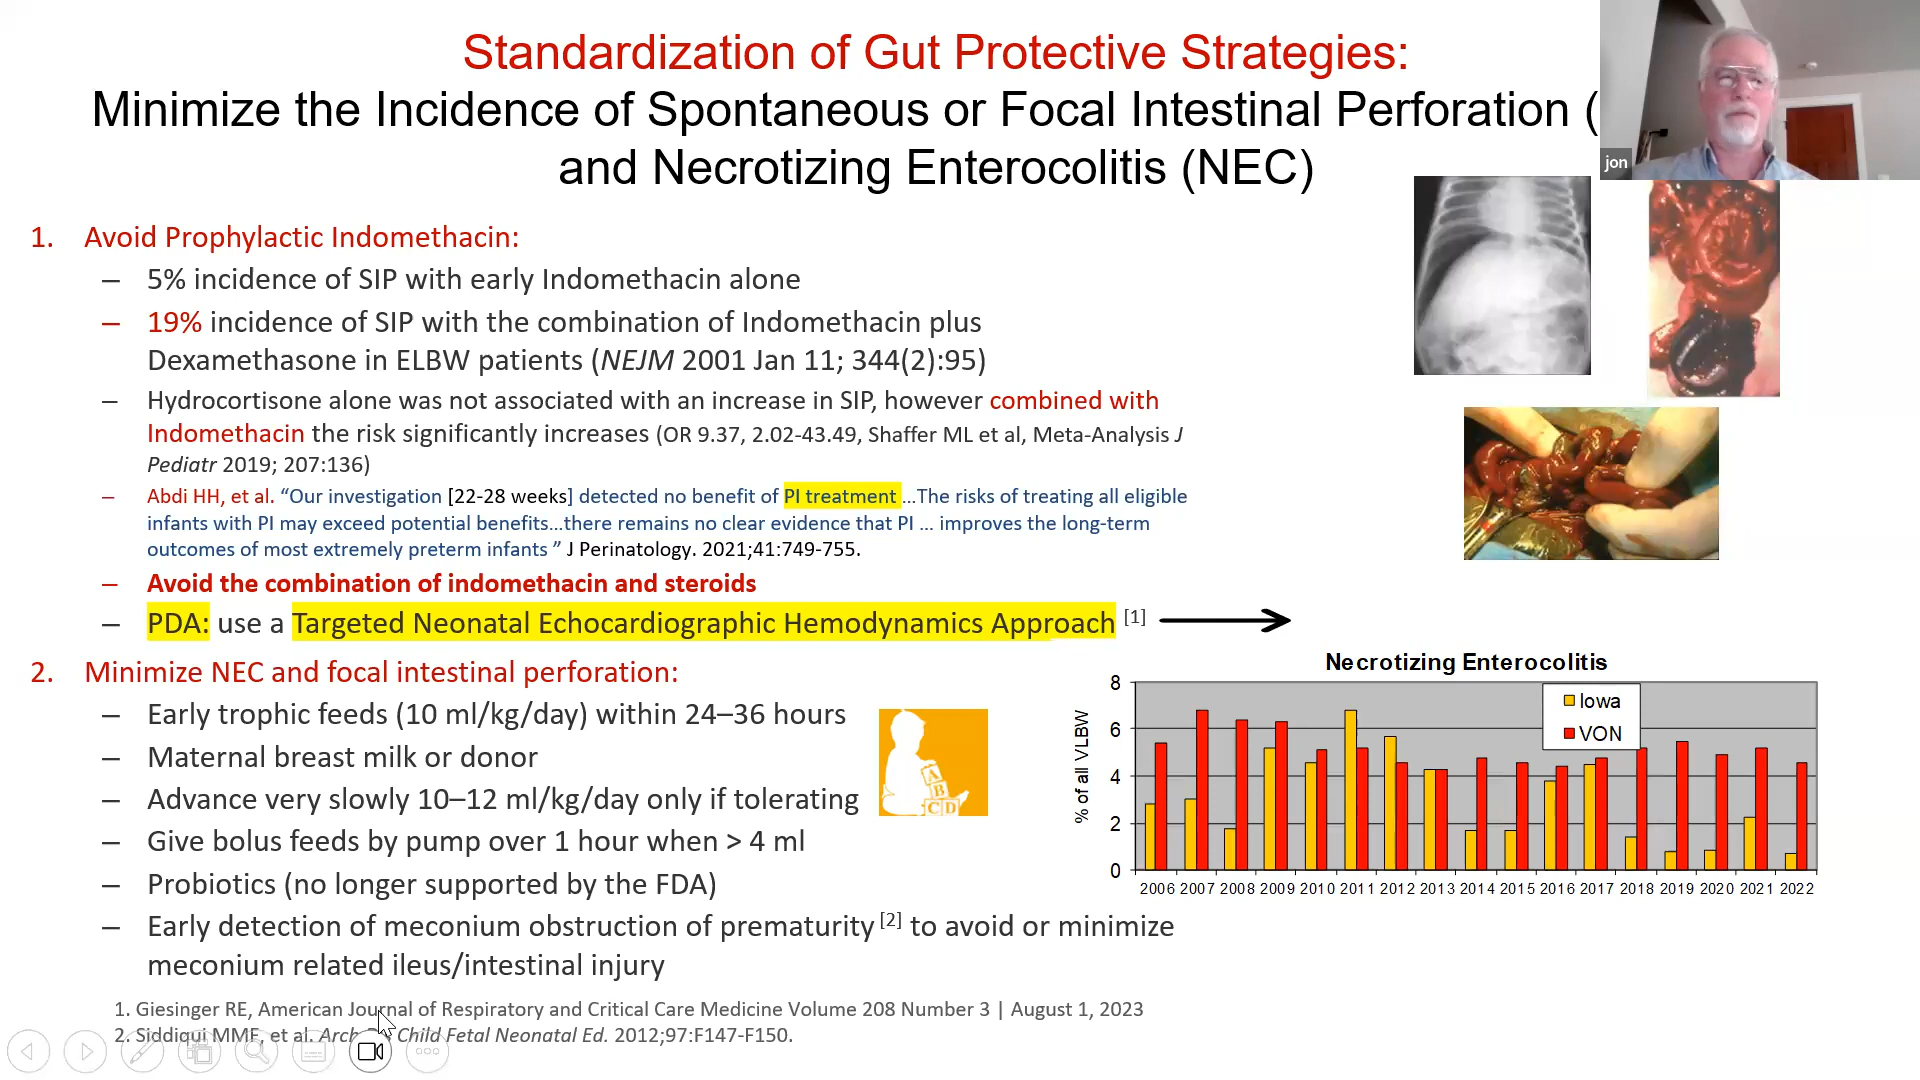 Standardization of Gut Protective Strategies:
Minimize the Incidence of Spontaneous or Focal Intestinal Perforation (
and Necrotizing Enterocolitis (NEC)
jon
1. Avoid Prophylactic Indomethacin:
– 5% incidence of SIP with early Indomethacin alone
– 19% incidence of SIP with the combination of Indomethacin plus
Dexamethasone in ELBW patients (NEJM 2001 Jan 11; 344(2):95)
– Hydrocortisone alone was not associated with an increase in SIP, however combined with
Indomethacin the risk significantly increases (OR 9.37, 2.02-43.49, Shaffer ML et al, Meta-Analysis J
Pediatr 2019; 207:136)
– Abdi HH, et al. “Our investigation [22-28 weeks] detected no benefit of PI treatment ...The risks of treating all eligible
infants with PI may exceed potential benefits...there remains no clear evidence that PI ... improves the long-term
outcomes of most extremely preterm infants ” J Perinatology. 2021;41:749-755.
– Avoid the combination of indomethacin and steroids
– PDA: use a Targeted Neonatal Echocardiographic Hemodynamics Approach [1]
2. Minimize NEC and focal intestinal perforation:
– Early trophic feeds (10 ml/kg/day) within 24–36 hours
– Maternal breast milk or donor
– Advance very slowly 10–12 ml/kg/day only if tolerating
– Give bolus feeds by pump over 1 hour when > 4 ml
– Probiotics (no longer supported by the FDA)
– Early detection of meconium obstruction of prematurity [2] to avoid or minimize
meconium related ileus/intestinal injury
A
B
C D
Necrotizing Enterocolitis
% of all VLBW
8
6
4
2
0
Iowa
VON
2006 2007 2008 2009 2010 2011 2012 2013 2014 2015 2016 2017 2018 2019 2020 2021 2022
1. Giesinger RE, American Journal of Respiratory and Critical Care Medicine Volume 208 Number 3 | August 1, 2023
2. Siddiqui MMF, et al. Arch Child Fetal Neonatal Ed. 2012;97:F147-F150.